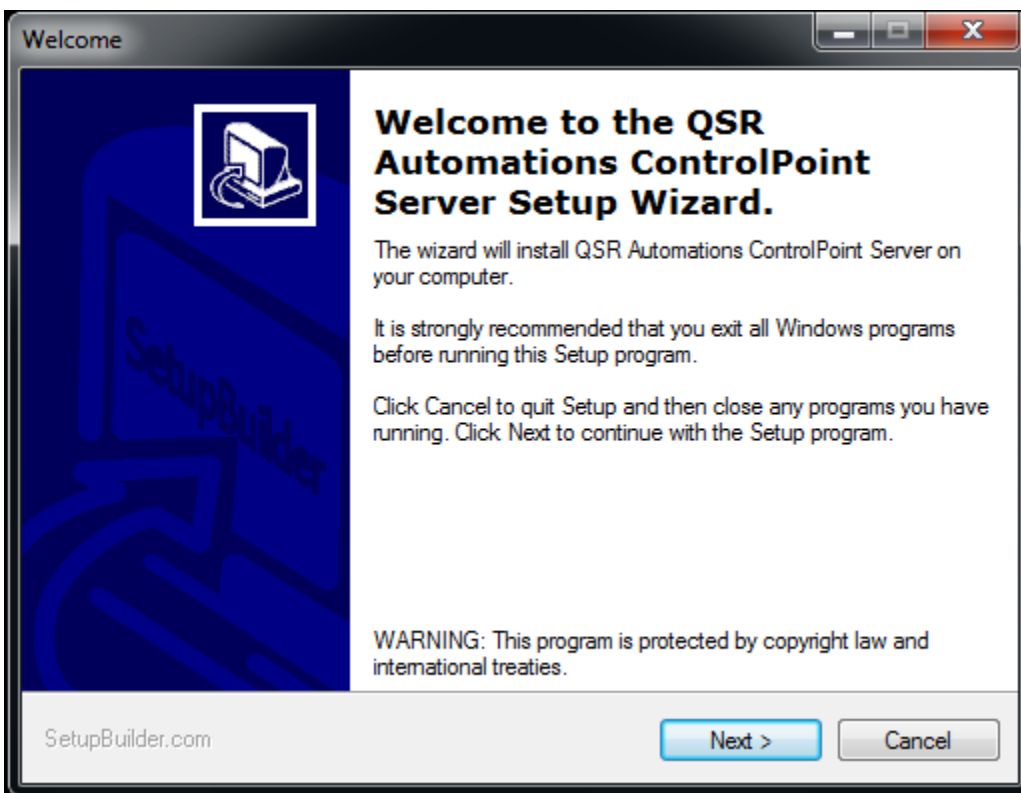 Welcome
Welcome to the QSR
Automations ControlPoint
Server Setup Wizard.
The wizard will install QSR Automations ControlPoint Server on
your computer.
It is strongly recommended that you exit all Windows programs
before running this Setup program.
Click Cancel to quit Setup and then close any programs you have
running. Click Next to continue with the Setup program.
SetupBuilder
WARNING: This program is protected by copyright law and
international treaties.
SetupBuilder.com
Next >
Cancel